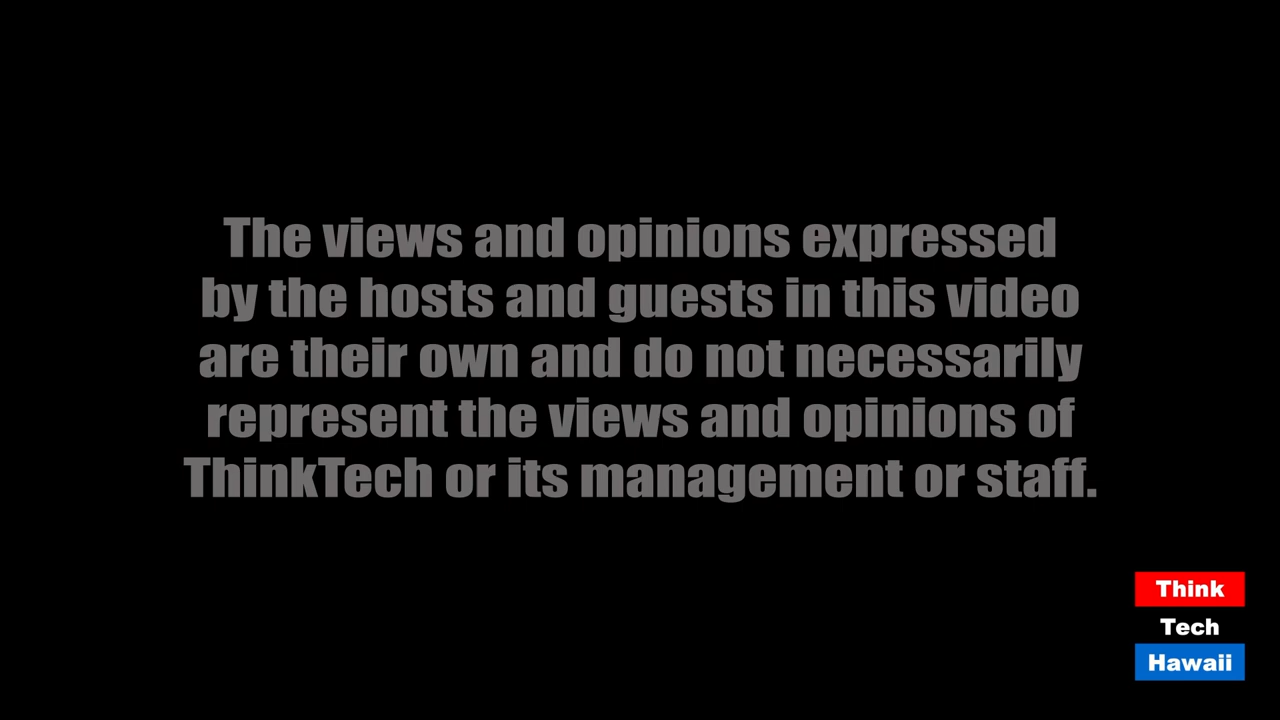 The views and opinions expressed
by the hosts and guests in this video
are their own and do not necessarily
represent the views and opinions of
ThinkTech or its management or staff.
Think
Tech
Hawaii